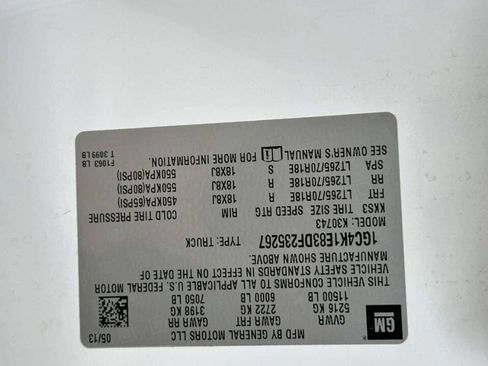 GM
MFD BY GENERAL MOTORS LLC 05/13
GVWR GAWR FRT GAWR RR
5216 KG 2722 KG 3198 KG
11500 LB 6000 LB 7050 LB
THIS VEHICLE CONFORMS TO ALL APPLICABLE U.S. FEDERAL MOTOR
VEHICLE SAFETY STANDARDS IN EFFECT ON THE DATE OF
MANUFACTURE SHOWN ABOVE.
1GC4K1E83DF235267 TYPE: TRUCK
MODEL: K30743
KKS3 TIRE SIZE SPEED RTG RIM COLD TIRE PRESSURE
FRT LT265/70R18E R 18X8J 450KPA(65PSI)
RR LT265/70R18E R 18X8J 550KPA(80PSI)
SPA LT265/70R18E S 18X8J 550KPA(80PSI)
SEE OWNER'S MANUAL FOR MORE INFORMATION.
F1063 LB
T 3099LB